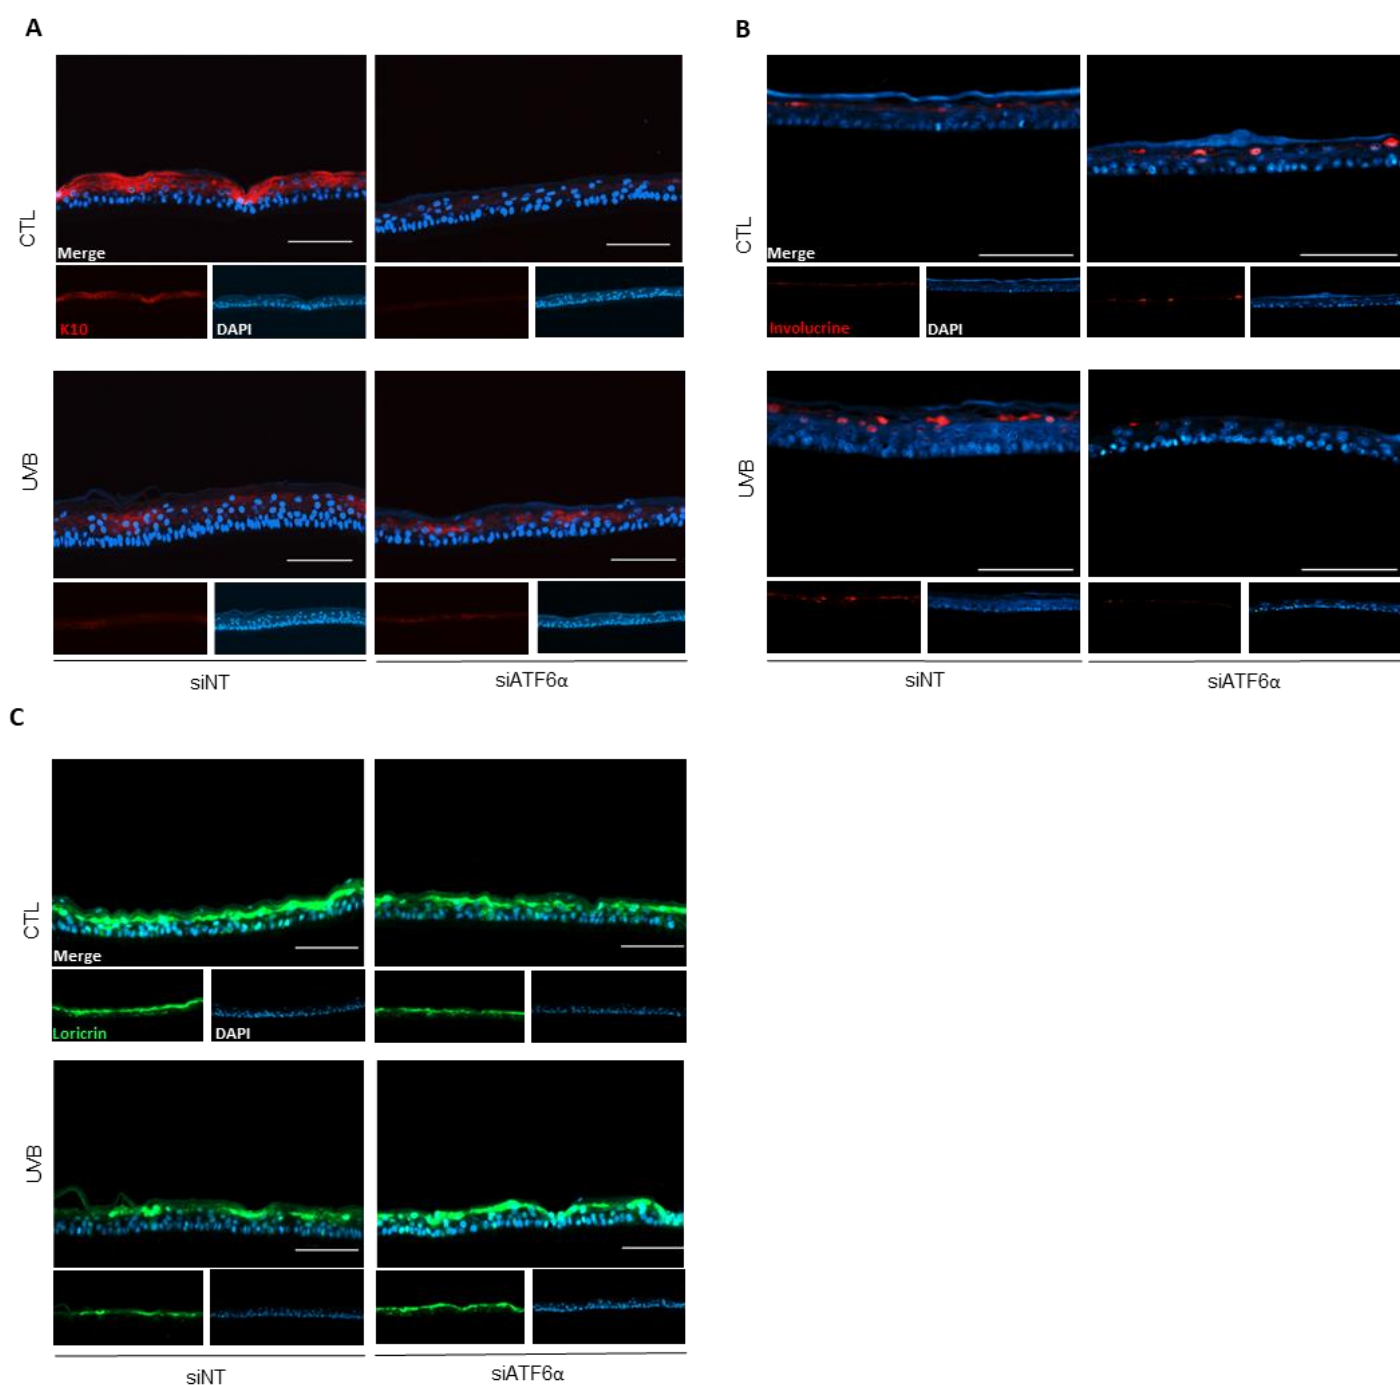 A
B
CTL
Merge
K10
DAPI
CTL
Merge
Involucrine
DAPI
UVB
UVB
siNT
siATF6α
siNT
siATF6α
C
CTL
Merge
Loricrin
DAPI
UVB
siNT
siATF6α